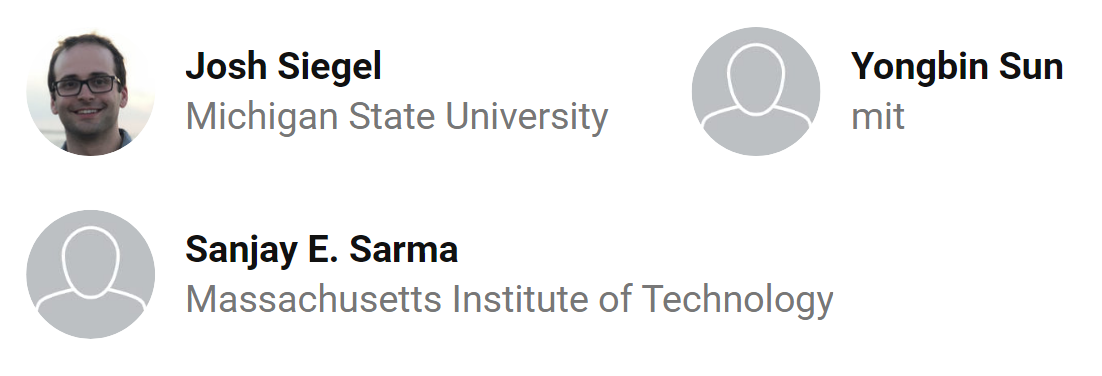 Josh Siegel
Michigan State University
Yongbin Sun
mit
Sanjay E. Sarma
Massachusetts Institute of Technology